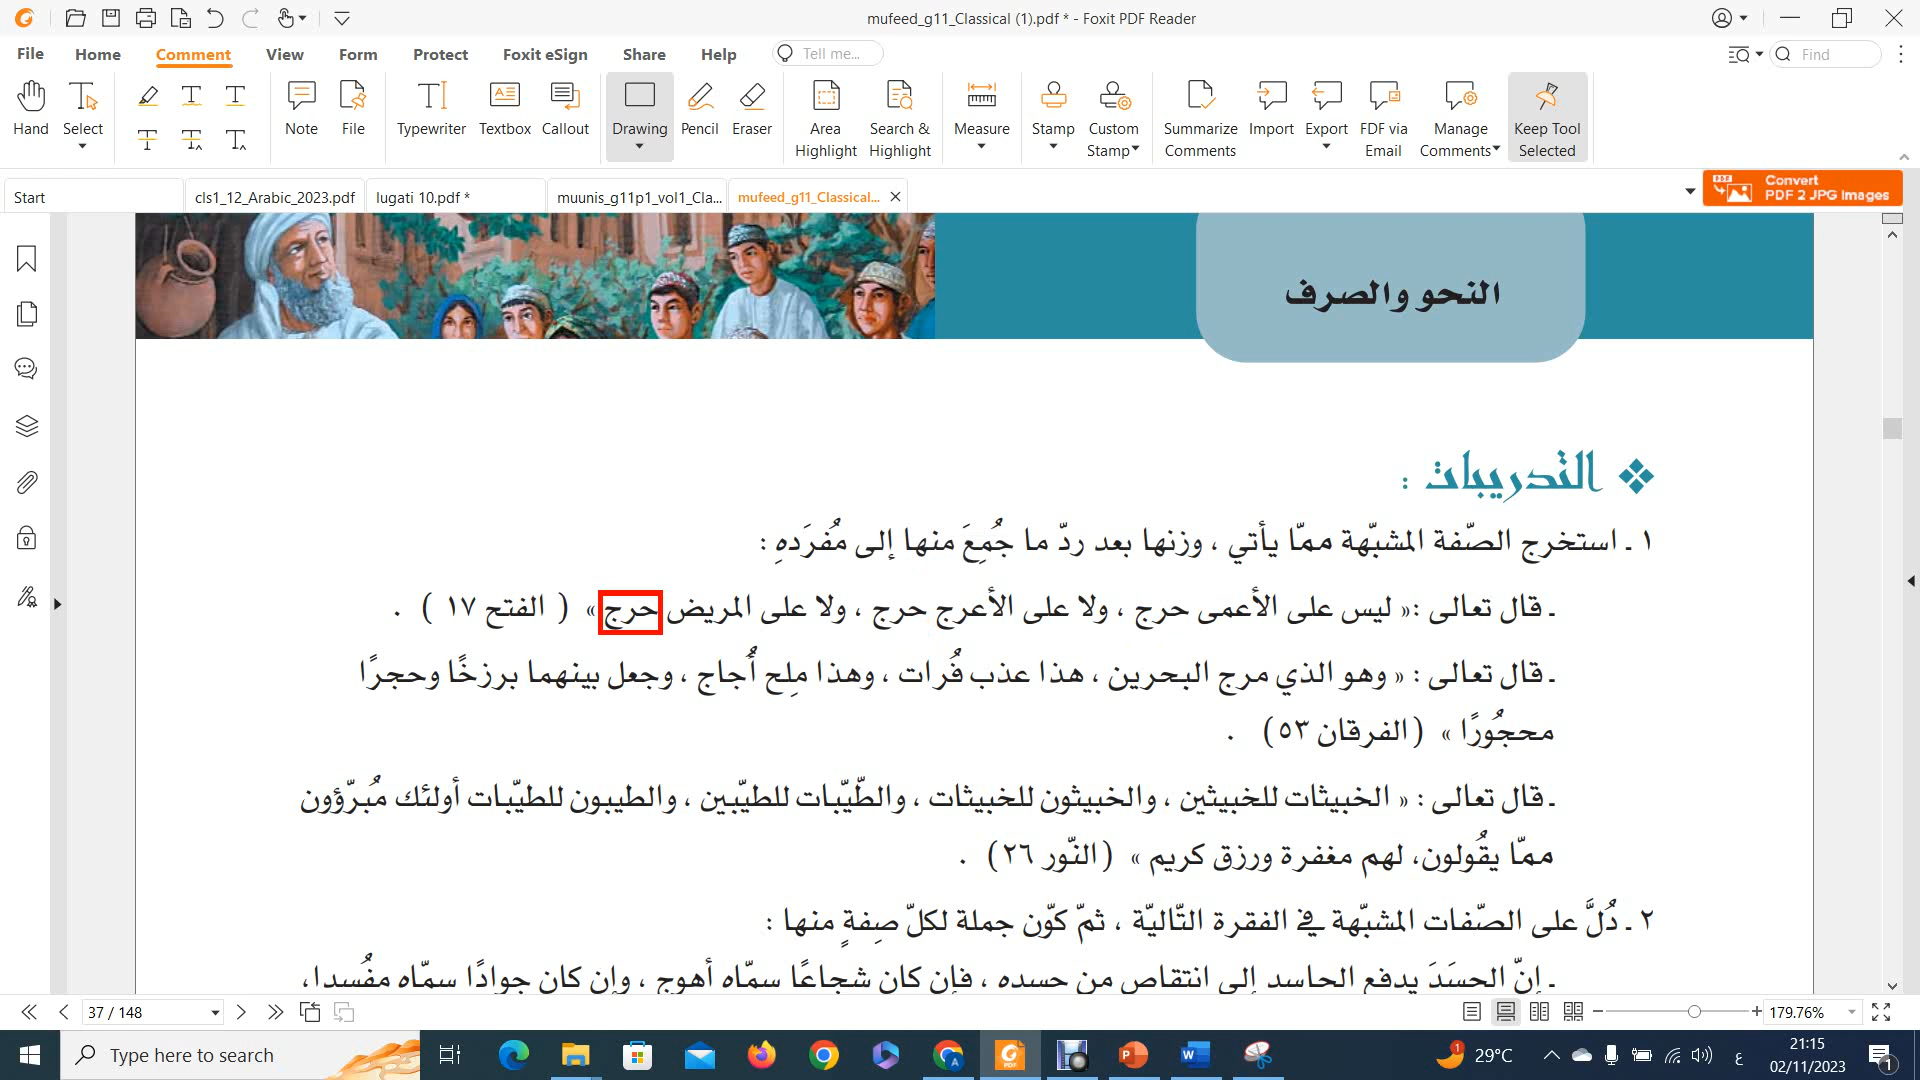 mufeed_g11_Classical (1).pdf * - Foxit PDF Reader
File Home Comment View Form Protect Foxit eSign Share Help Tell me... Find
Hand Select Note File Typewriter Textbox Callout Drawing Pencil Eraser Area Highlight Search & Highlight Measure Stamp Custom Stamp Summarize Comments Import Export FDF via Email Manage Comments Keep Tool Selected
Start cls1_12_Arabic_2023.pdf lugati 10.pdf * muunis_g11p1_vol1_Cla... mufeed_g11_Classical... Convert PDF 2 JPG Images
النحو والصرف
التدريبات :
١ ـ استخرج الصّفة المشبّهة ممّا يأتي ، وزنها بعد ردّ ما جُمِعَ منها إلى مُفرَدهِ :
ـ قال تعالى :« ليس على الأعمى حرج ، ولا على الأعرج حرج ، ولا على المريض حرج » ( الفتح ١٧ ) .
ـ قال تعالى : « وهو الذي مرج البحرين ، هذا عذب فُرات ، وهذا مِلح أُجاج ، وجعل بينهما برزخًا وحجرًا
محجُورًا » (الفرقان ٥٣) .
ـ قال تعالى : « الخبيثات للخبيثين ، والخبيثون للخبيثات ، والطّيّبات للطيّبين ، والطيبون للطيّبات أولئك مُبرّؤون
ممّا يقُولون، لهم مغفرة ورزق كريم » (النّور ٢٦) .
٢ ـ دُلَّ على الصّفات المشبّهة في الفقرة التّاليّة ، ثمّ كوّن جملة لكلّ صِفةٍ منها :
ـ إنّ الحسَدَ يدفع الحاسد إلى انتقاص من حسده ، فإن كان شجاعًا سمّاه أهوج ، وإن كان جوادًا سمّاه مفُسدا،
37 / 148 179.76%
Type here to search 29°C ع 21:15
02/11/2023 1